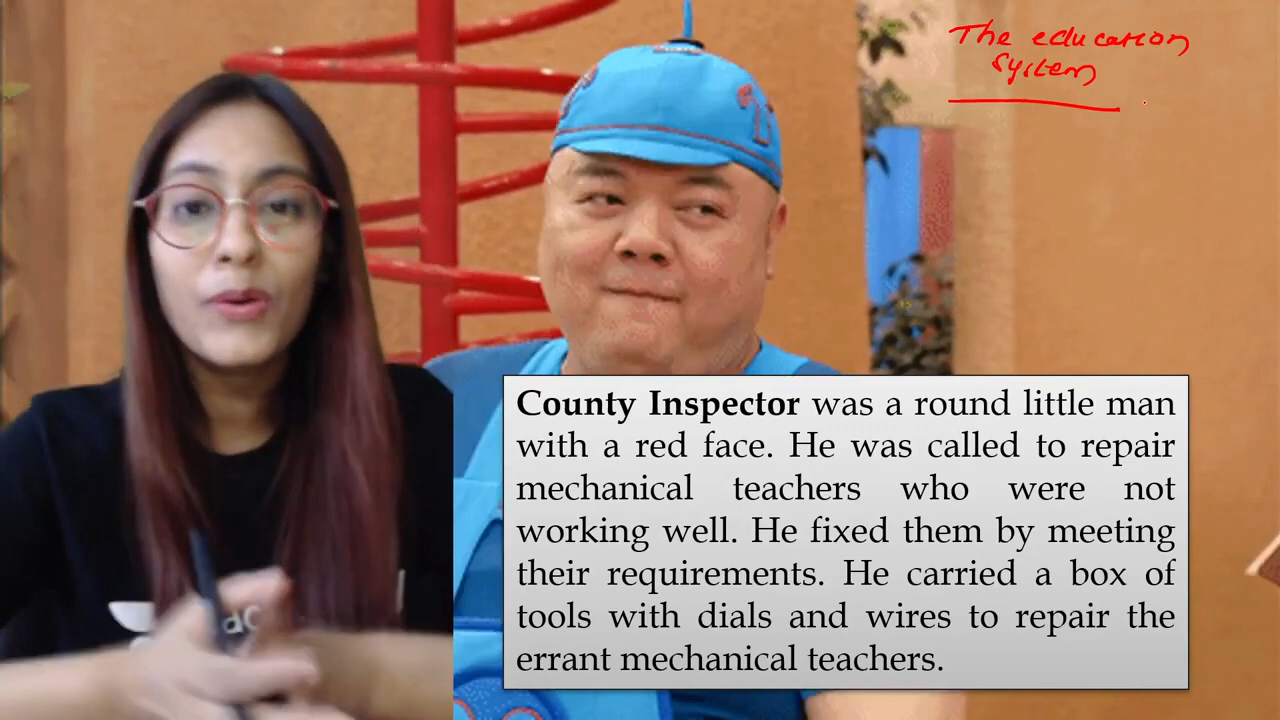 The education
system
County Inspector was a round little man
with a red face. He was called to repair
mechanical teachers who were not
working well. He fixed them by meeting
their requirements. He carried a box of
tools with dials and wires to repair the
errant mechanical teachers.